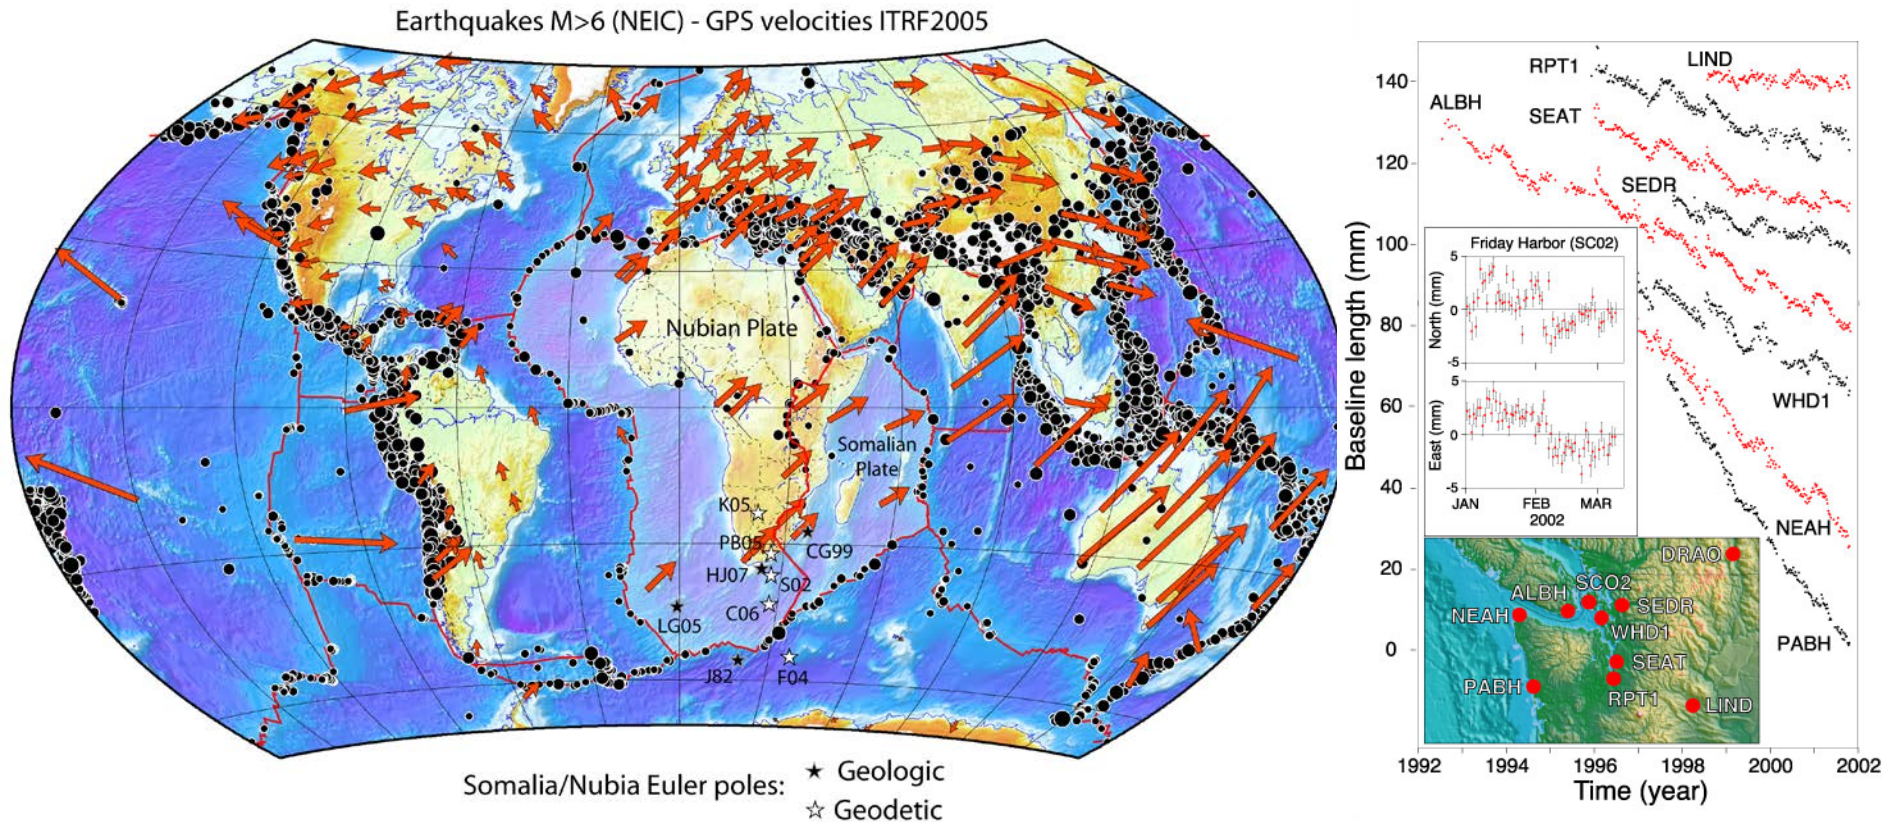 Earthquakes M>6 (NEIC) - GPS velocities ITRF2005
Nubian Plate
Somalian
Plate
K05
PB05
CG99
HJ07
S02
C06
LG05
J82
F04
Somalia/Nubia Euler poles:
★ Geologic
☆ Geodetic
Baseline length (mm)
140
120
100
80
60
40
20
0
RPT1
LIND
ALBH
SEAT
SEDR
WHD1
NEAH
PABH
Friday Harbor (SC02)
North (mm)
5
0
-5
East (mm)
5
0
-5
JAN
FEB
MAR
2002
DRAO
SCO2
ALBH
SEDR
NEAH
WHD1
SEAT
PABH
RPT1
LIND
1992
1994
1996
1998
2000
2002
Time (year)